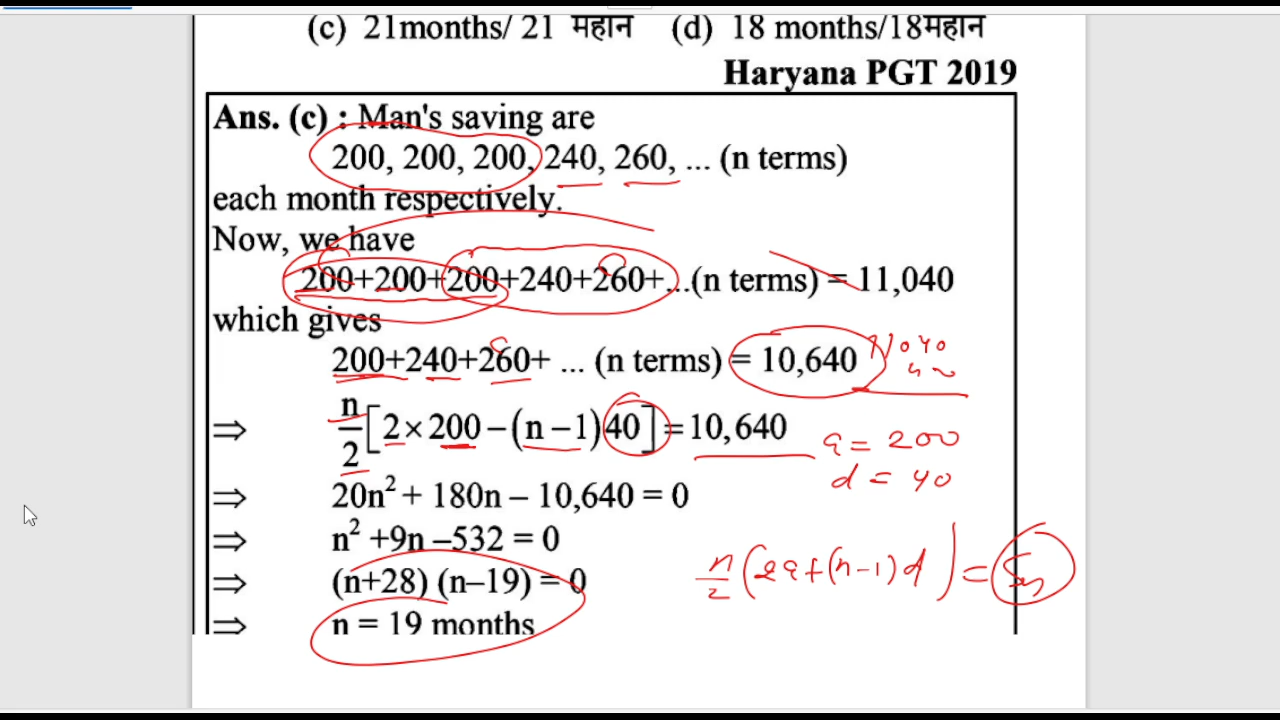 (c) 21months/ 21 महीन (d) 18 months/18महीन
Haryana PGT 2019
Ans. (c) : Man's saving are
200, 200, 200, 240, 260, ... (n terms)
each month respectively.
Now, we have
200+200+200+240+260+...(n terms) = 11,040
which gives
200+240+260+ ... (n terms) = 10,640
11040
400
⇒ n/2 [2×200−(n−1)40] = 10,640
a = 200
d = 40
⇒ 20n² + 180n − 10,640 = 0
⇒ n² +9n −532 = 0
n/2 (2a+(n−1)d) = Sn
⇒ (n+28) (n−19) = 0
⇒ n = 19 months